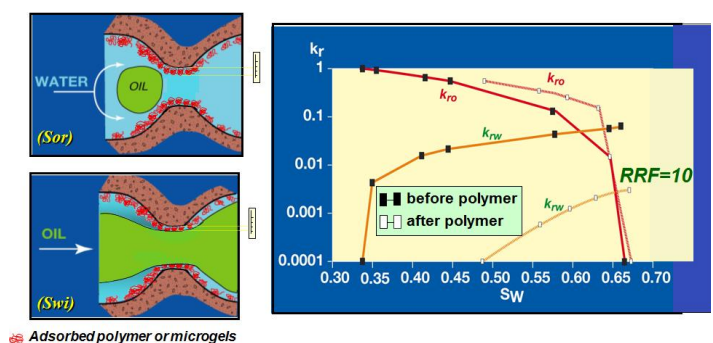 WATER
OIL
(Sor)
OIL
(Swi)
Adsorbed polymer or microgels
kr
1
0.1
0.01
0.001
0.0001
kro
kro
krw
RRF=10
before polymer
after polymer
krw
0.30 0.35 0.40 0.45 0.50 0.55 0.60 0.65 0.70
SW